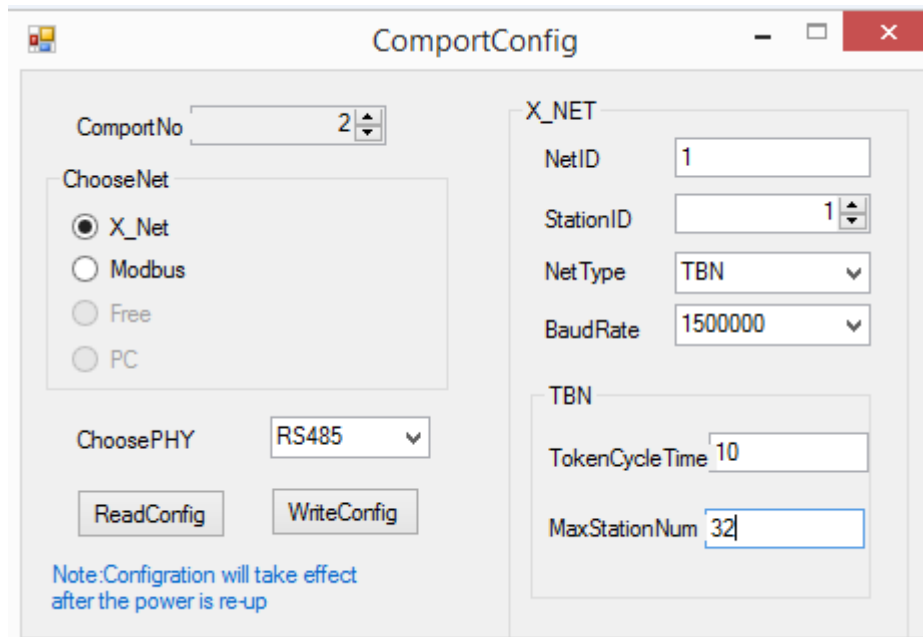 ComportConfig
ComportNo 2
ChooseNet
X_Net
Modbus
Free
PC
ChoosePHY RS485
ReadConfig WriteConfig
Note:Configration will take effect
after the power is re-up
X_NET
NetID 1
StationID 1
NetType TBN
BaudRate 1500000
TBN
TokenCycleTime 10
MaxStationNum 32